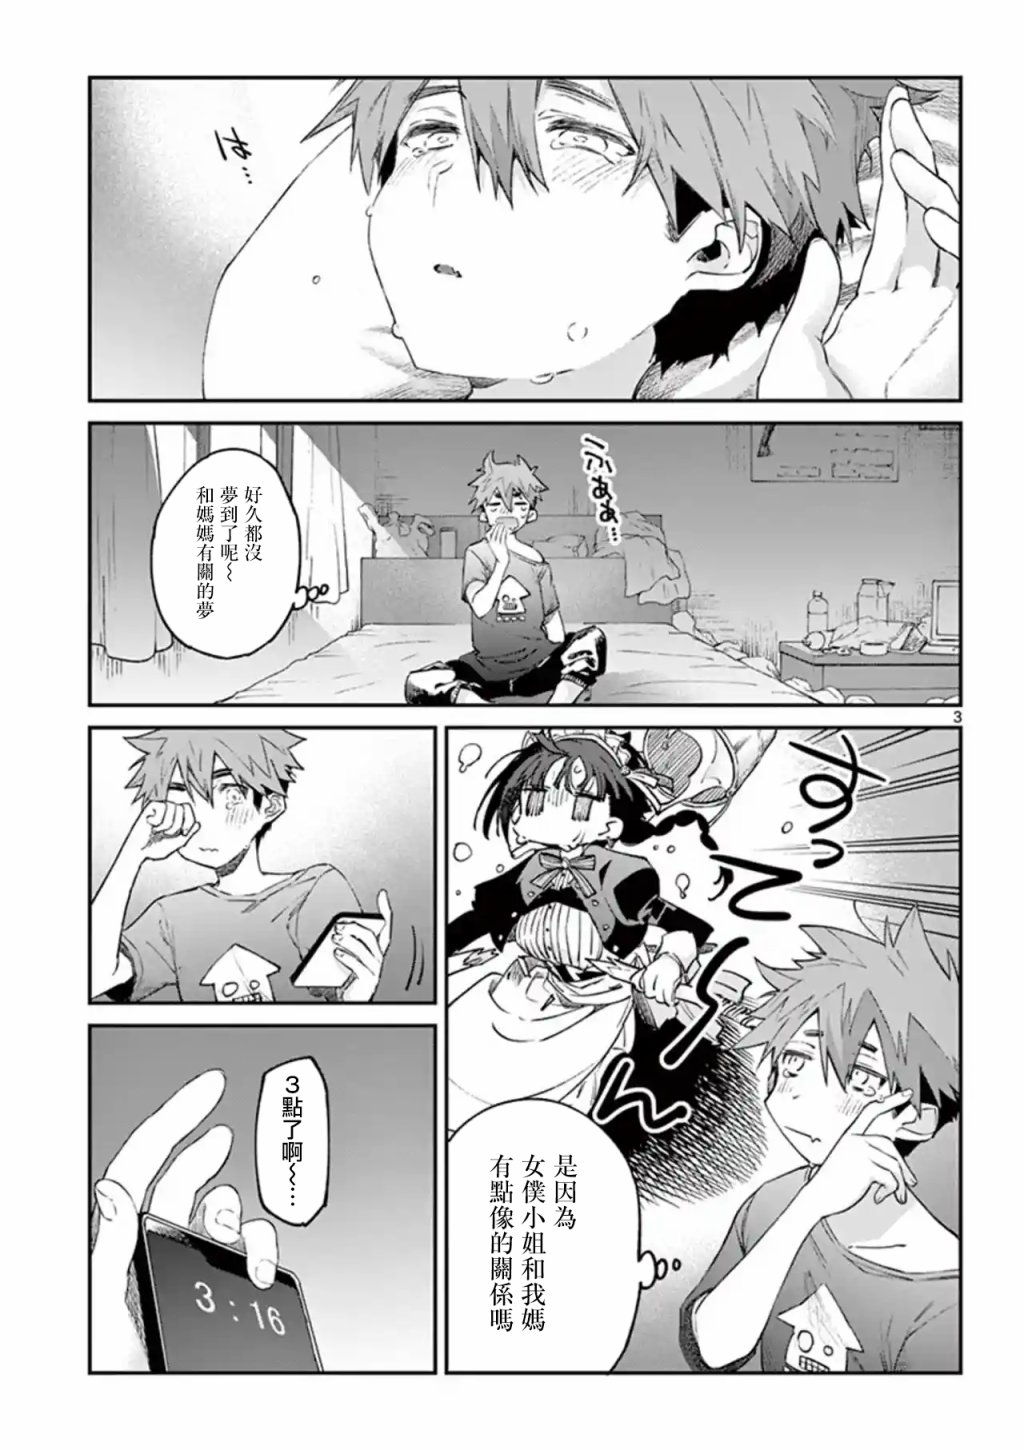 は…
ふあぁぁ…
好久都沒
夢到了呢～
和媽媽有關的夢
3
すってーん
是因為
女僕小姐和我媽
有點像的關係嗎
3點了啊～…
3:16